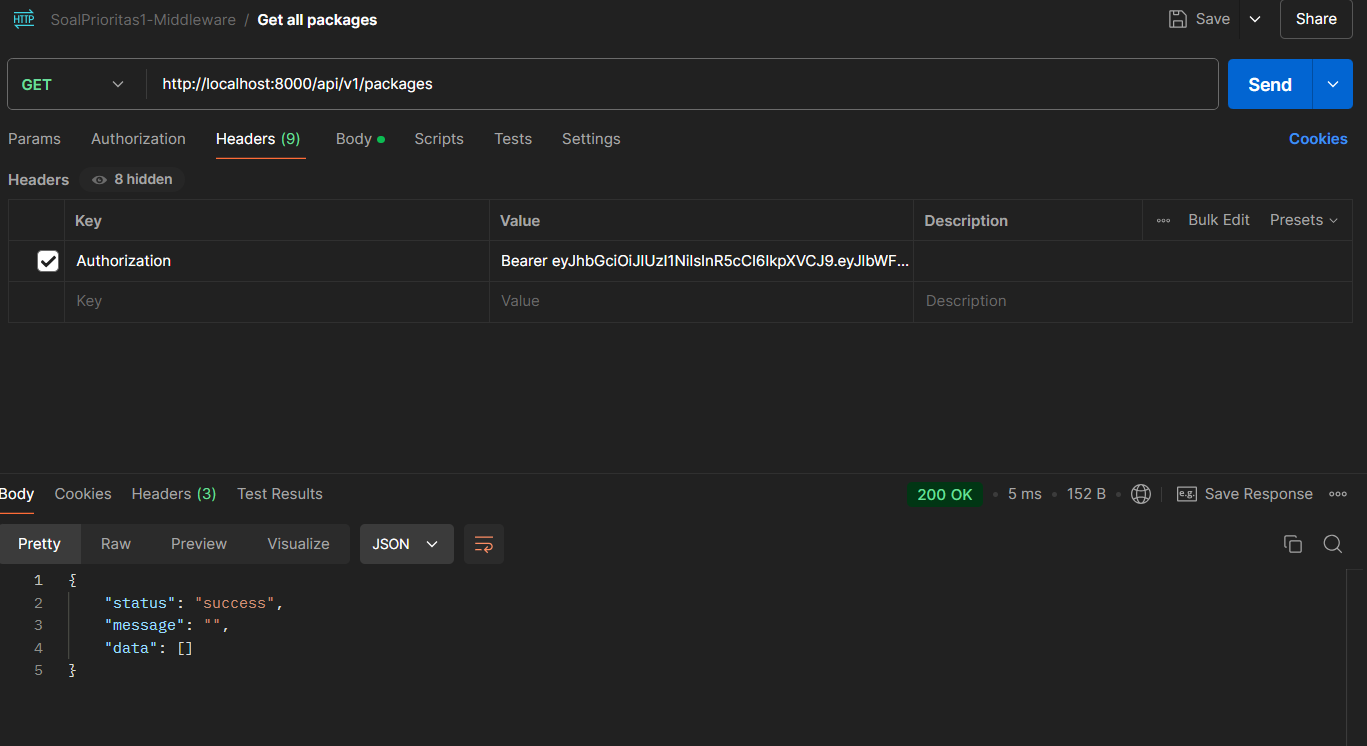 HTTP SoalPrioritas1-Middleware / Get all packages Save Share
GET http://localhost:8000/api/v1/packages Send
Params Authorization Headers (9) Body Scripts Tests Settings Cookies
Headers 8 hidden
Key Value Description Bulk Edit Presets
Authorization Bearer eyJhbGciOiJIUzI1NiIsInR5cCI6IkpXVCJ9.eyJlbWF...
Key Value Description
Body Cookies Headers (3) Test Results 200 OK 5 ms 152 B e.g. Save Response
Pretty Raw Preview Visualize JSON
1 {
2 "status": "success",
3 "message": "",
4 "data": []
5 }